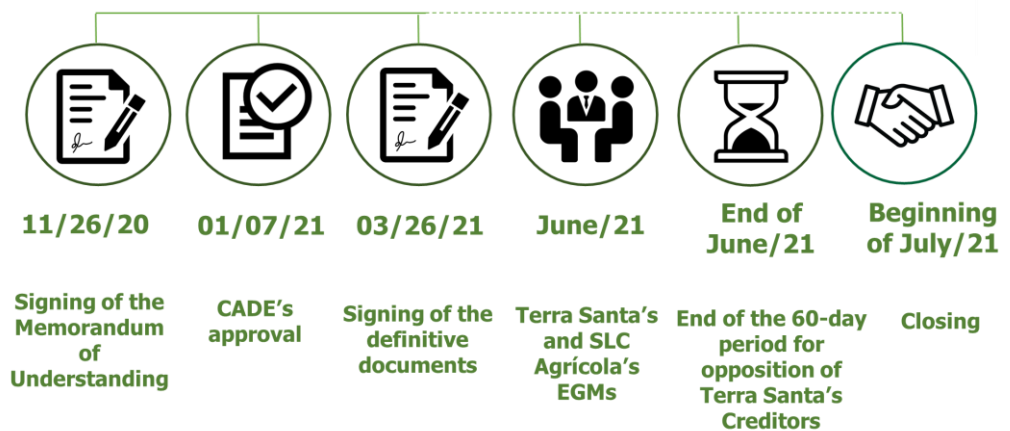 11/26/20
Signing of the
Memorandum
of
Understanding
01/07/21
CADE's
approval
03/26/21
Signing of the
definitive
documents
June/21
Terra Santa's
and SLC
Agrícola's
EGMs
End of
June/21
End of the 60-day
period for
opposition of
Terra Santa's
Creditors
Beginning
of July/21
Closing